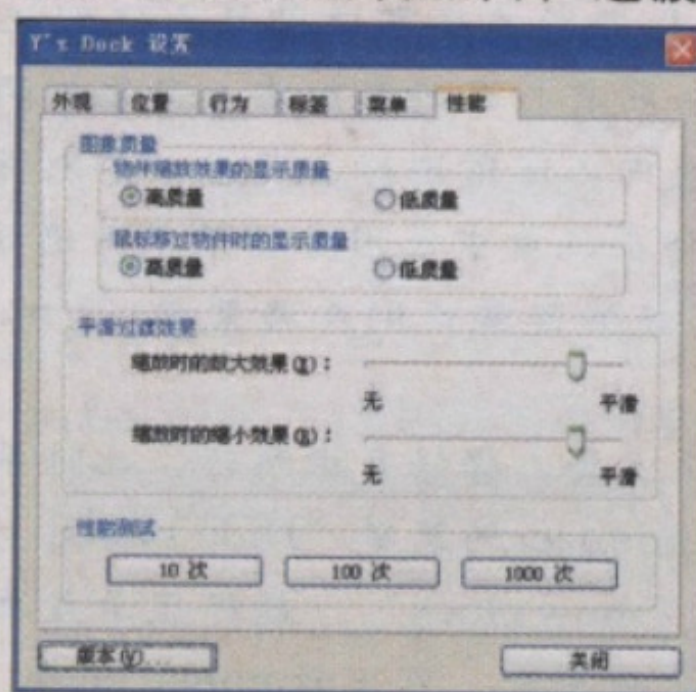 Y'z Dock 设置
外观 位置 行为 标签 菜单 性能
图象质量
物件缩放效果的显示质量
高质量 低质量
鼠标移过物件时的显示质量
高质量 低质量
平滑过渡效果
缩放时的放大效果(X):
无 平滑
缩放时的缩小效果():
无 平滑
性能测试
10 次 100 次 1000 次
版本(V)... 关闭